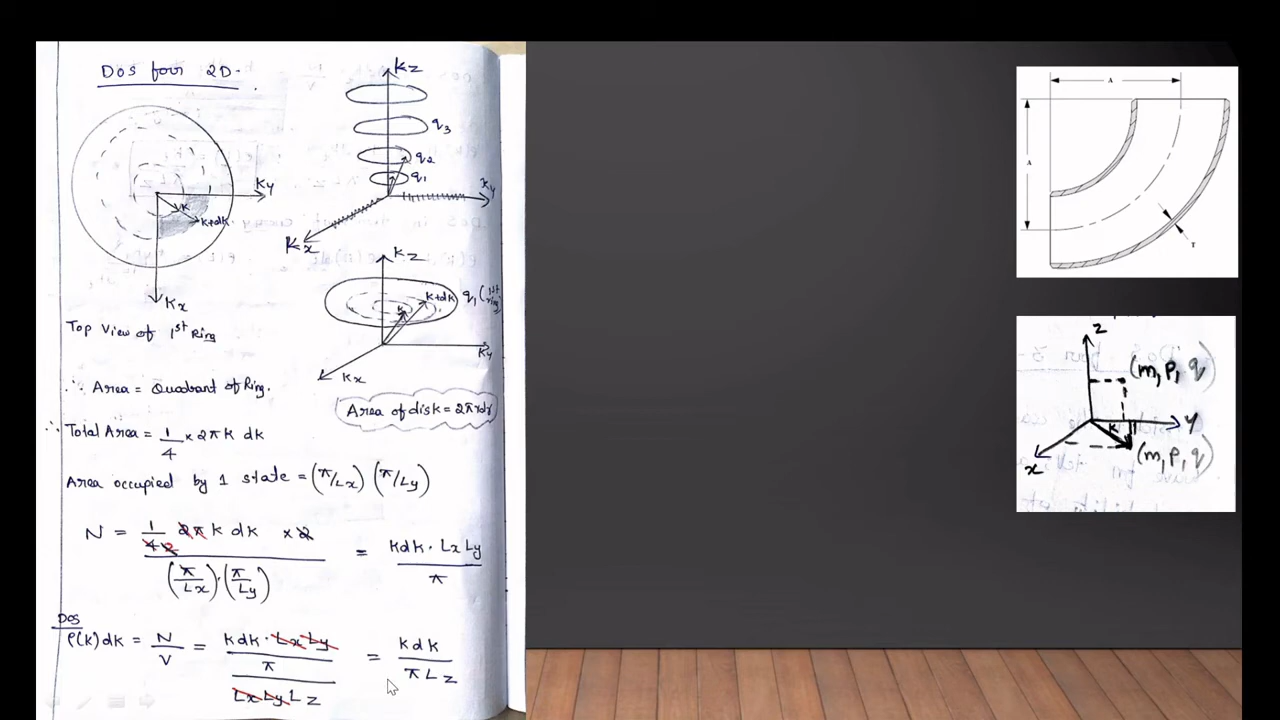 Dos four 2D.
Ky
K
K+dk
Kx
Top View of 1st Ring
∴ Area = Quadrant of Ring.
∴ Total Area = 1/4 × 2πk dk
Area occupied by 1 state = (π/Lx) (π/Ly)
N = 1/4 2πk dk × 2 / (π/Lx)·(π/Ly) = kdk·LxLy / π
DOS
ρ(k)dk = N/V = kdk·LxLy / π / LxLyLz = kdk / πLz
Kz
q3
q2
q1
Kx
Kz
q1 (1st ring)
k+dk
k
Ky
Kx
Area of disk = 2πrdr
A
A
T
z
(m, p, q)
y
k
(m, p, q)
x